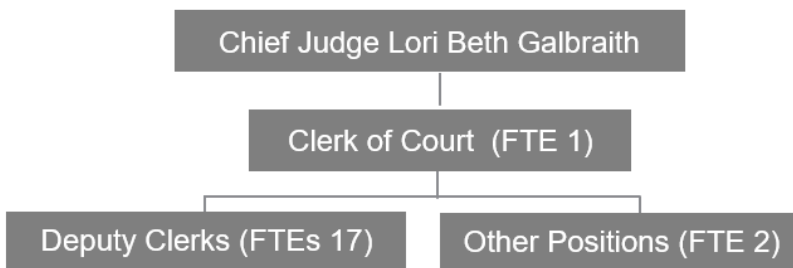 Chief Judge Lori Beth Galbraith
Clerk of Court (FTE 1)
Deputy Clerks (FTEs 17)
Other Positions (FTE 2)